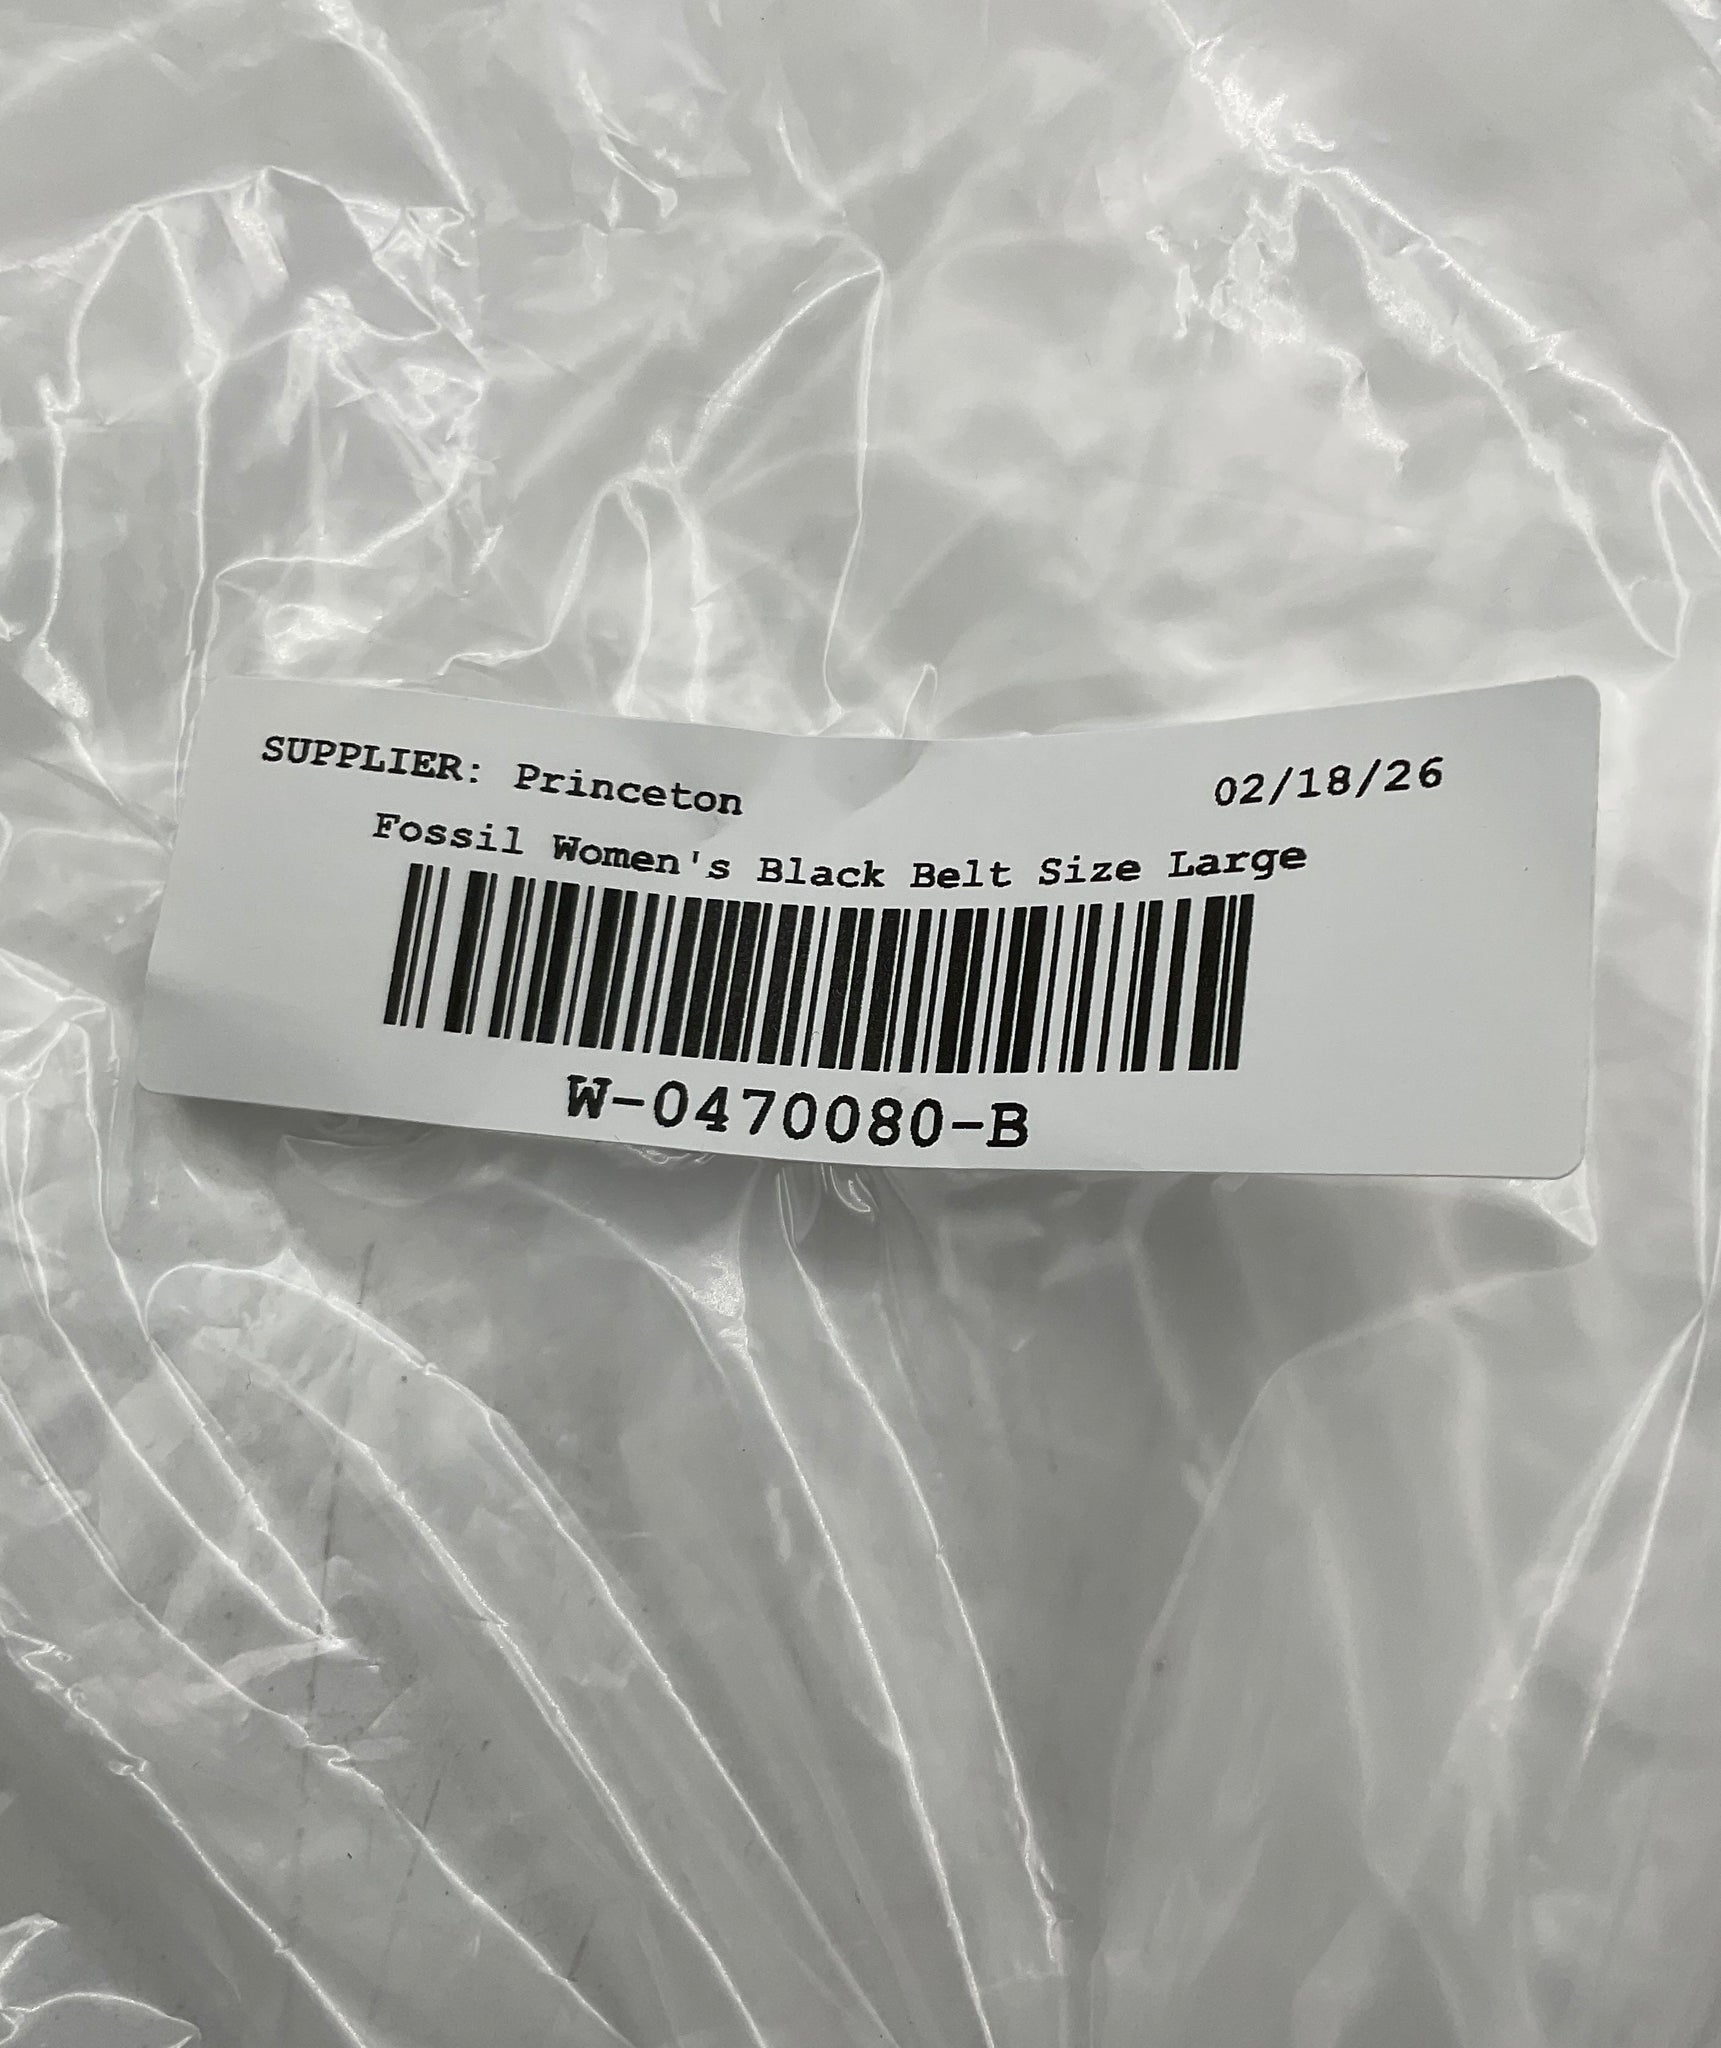 SUPPLIER: Princeton 02/18/26
Fossil Women's Black Belt Size Large
W-0470080-B